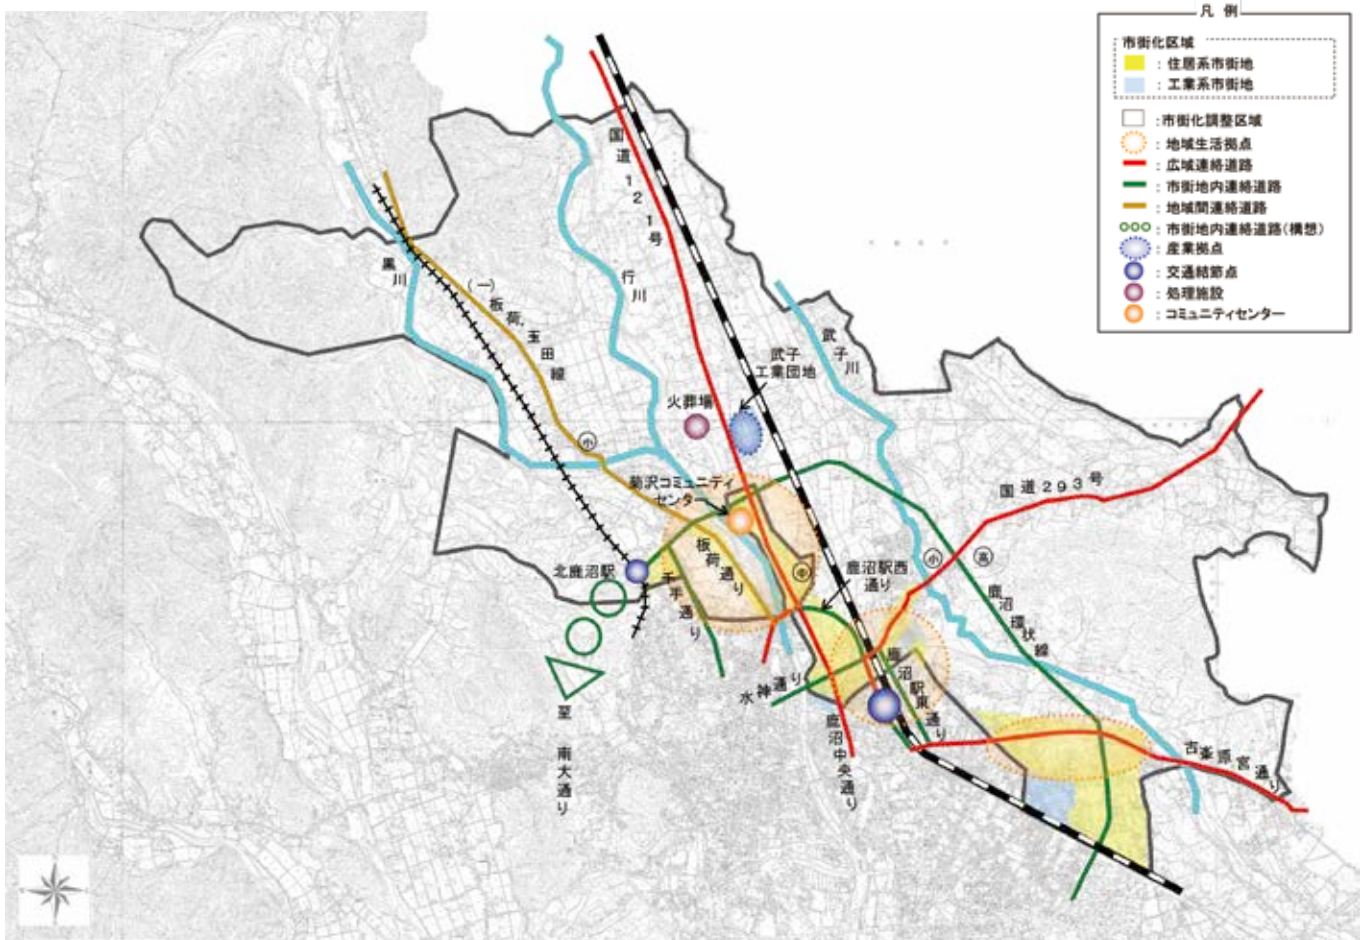 凡 例
市街化区域
：住居系市街地
：工業系市街地
：市街化調整区域
：地域生活拠点
：広域連絡道路
：市街地内連絡道路
：地域間連絡道路
：市街地内連絡道路(構想)
：産業拠点
：交通結節点
：処理施設
：コミュニティセンター
国道121号
黒川
(一)板荷・玉田線
行川
武子川
武子
工業団地
火葬場
小
菊沢コミュニティ
センター
国道293号
板荷通り
中
鹿沼駅西
通り
小
高
北鹿沼駅
千手通り
鹿沼環状線
水神通り
鹿沼駅東通り
鹿沼中央通り
古峯原宮通り
至 南大通り